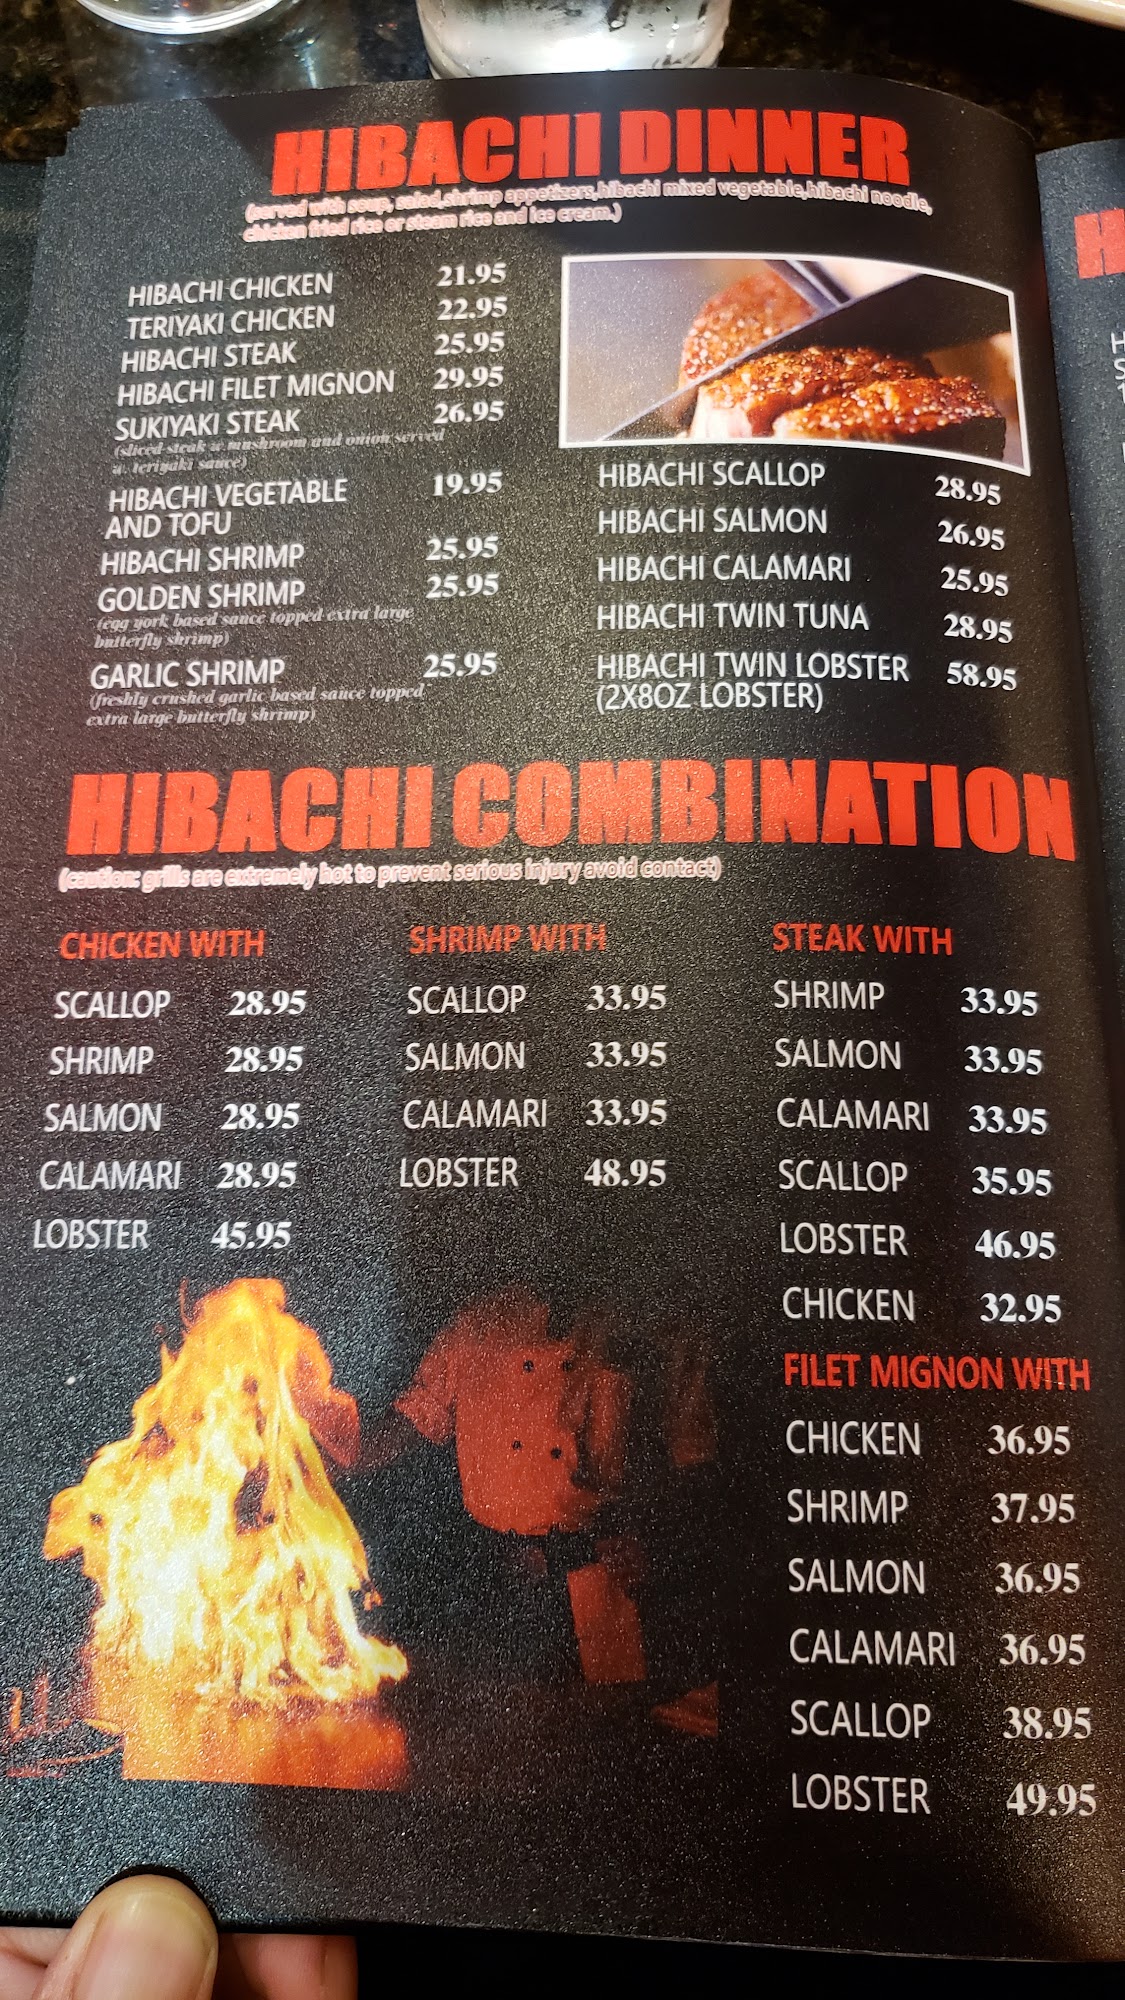 HIBACHI DINNER
(served with soup, salad,shrimp appetizers,hibachi mixed vegetable,hibachi noodle,
chicken fried rice or steam rice and ice cream.)
HIBACHI CHICKEN 21.95
TERIYAKI CHICKEN 22.95
HIBACHI STEAK 25.95
HIBACHI FILET MIGNON 29.95
SUKIYAKI STEAK 26.95
(sliced steak w mushroom and onion served
w. teriyaki sauce)
HIBACHI VEGETABLE 19.95
AND TOFU
HIBACHI SHRIMP 25.95
GOLDEN SHRIMP 25.95
(egg york based sauce topped extra large
butterfly shrimp)
GARLIC SHRIMP 25.95
(freshly crushed garlic based sauce topped
extra large butterfly shrimp)
HIBACHI SCALLOP 28.95
HIBACHI SALMON 26.95
HIBACHI CALAMARI 25.95
HIBACHI TWIN TUNA 28.95
HIBACHI TWIN LOBSTER 58.95
(2X8OZ LOBSTER)
HIBACHI COMBINATION
(caution: grills are extremely hot to prevent serious injury avoid contact)
CHICKEN WITH
SCALLOP 28.95
SHRIMP 28.95
SALMON 28.95
CALAMARI 28.95
LOBSTER 45.95
SHRIMP WITH
SCALLOP 33.95
SALMON 33.95
CALAMARI 33.95
LOBSTER 48.95
STEAK WITH
SHRIMP 33.95
SALMON 33.95
CALAMARI 33.95
SCALLOP 35.95
LOBSTER 46.95
CHICKEN 32.95
FILET MIGNON WITH
CHICKEN 36.95
SHRIMP 37.95
SALMON 36.95
CALAMARI 36.95
SCALLOP 38.95
LOBSTER 49.95